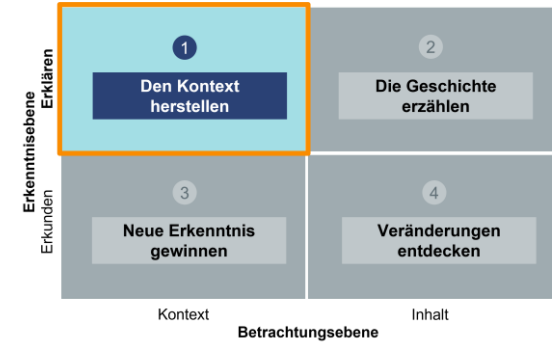 Erkenntnisebene
Erklären
Erkunden
1
Den Kontext
herstellen
2
Die Geschichte
erzählen
3
Neue Erkenntnis
gewinnen
4
Veränderungen
entdecken
Kontext
Inhalt
Betrachtungsebene